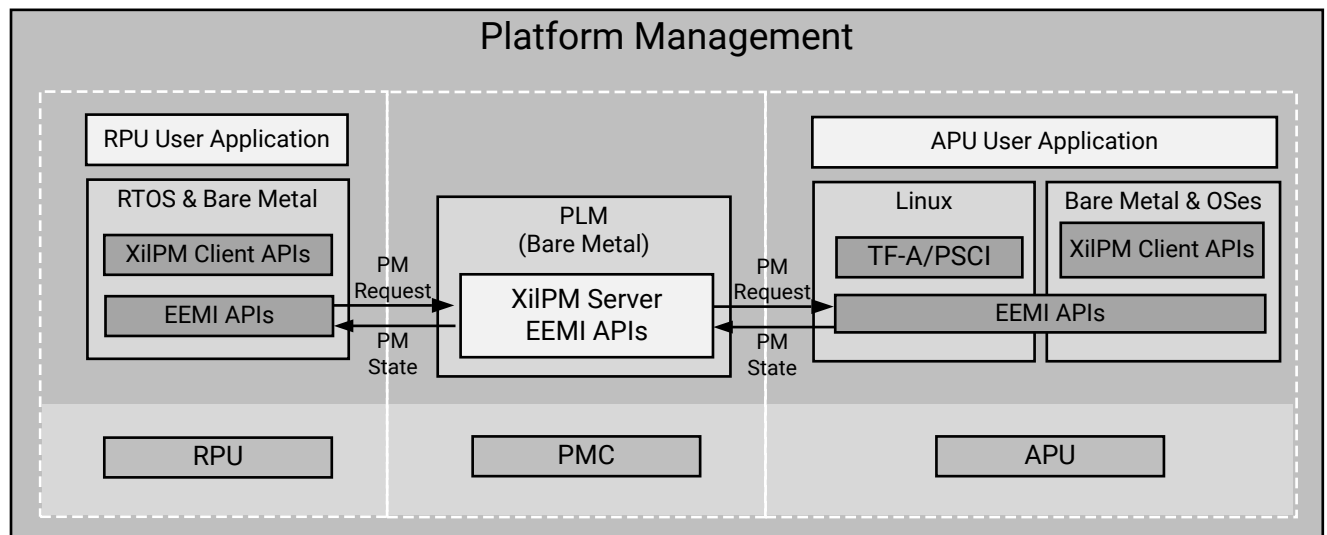 Platform Management
RPU User Application
RTOS & Bare Metal
XilPM Client APIs
EEMI APIs
PM
Request
PM
State
PLM
(Bare Metal)
XilPM Server
EEMI APIs
PM
Request
PM
State
APU User Application
Linux
TF-A/PSCI
Bare Metal & OSes
XilPM Client APIs
EEMI APIs
RPU
PMC
APU